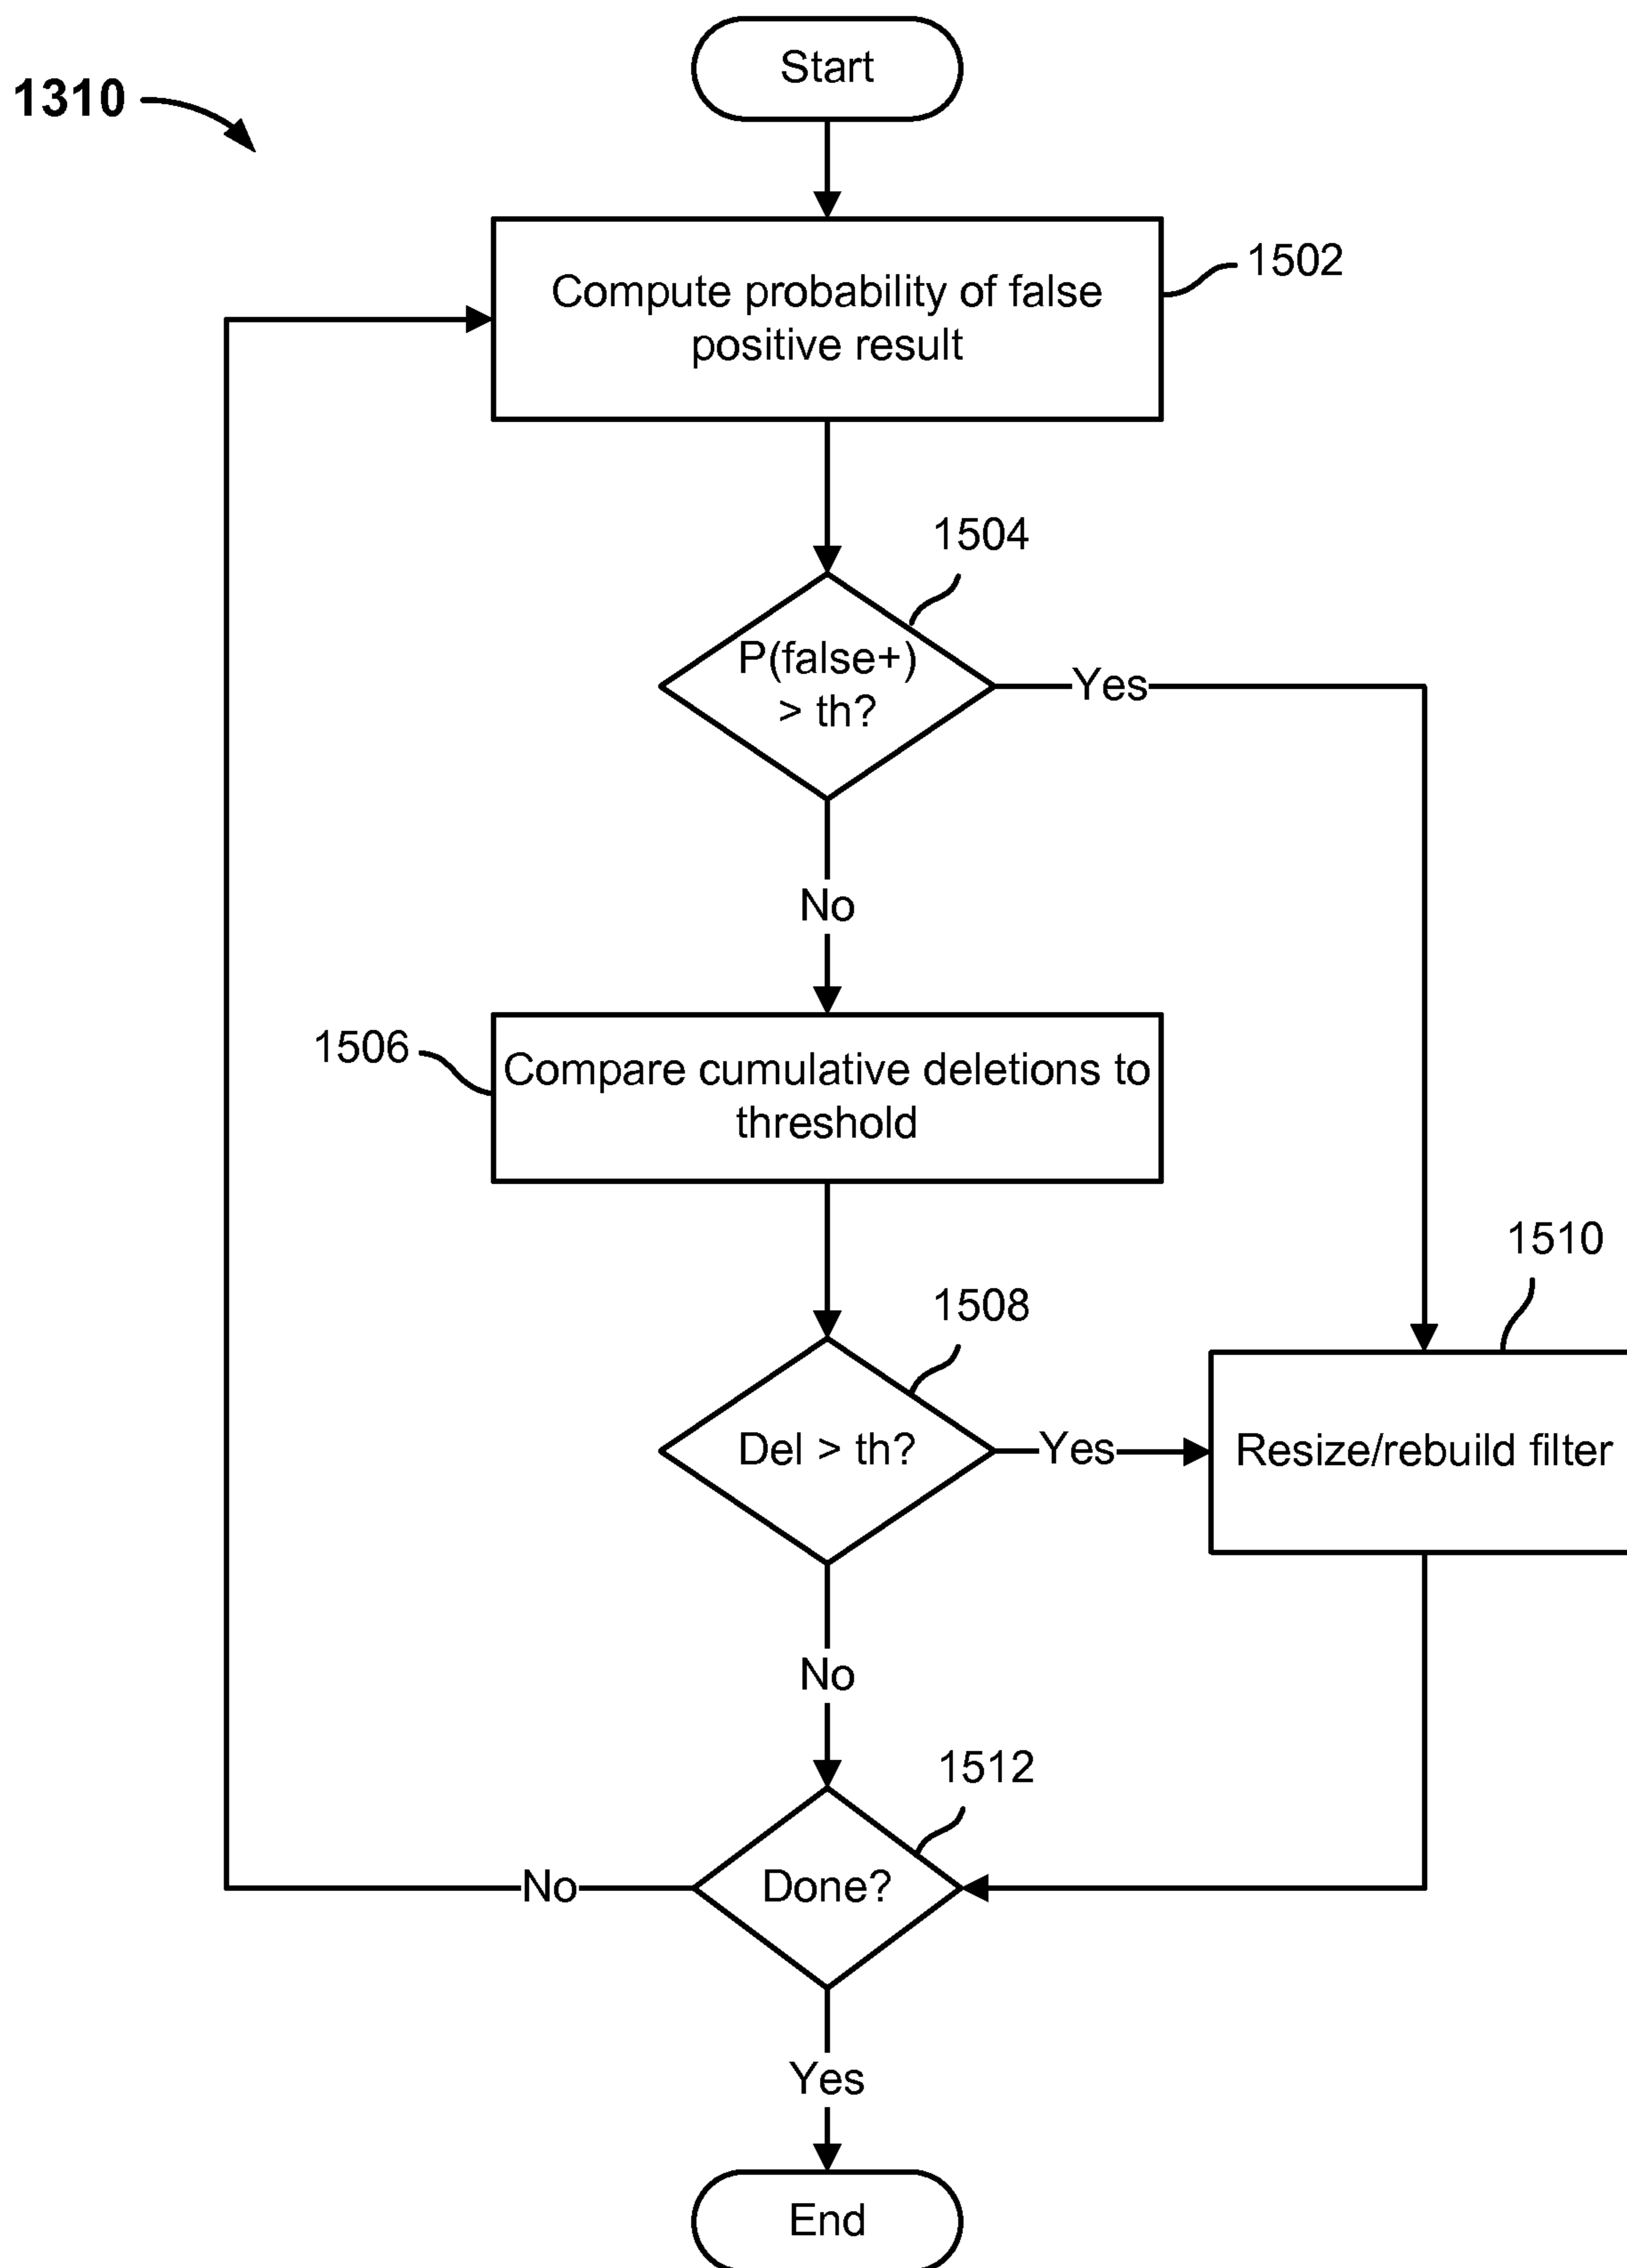 Start
1310
Compute probability of false
positive result
1502
1504
P(false+)
> th?
Yes
No
1506
Compare cumulative deletions to
threshold
1508
1510
Del > th?
Yes
Resize/rebuild filter
No
1512
Done?
No
Yes
End